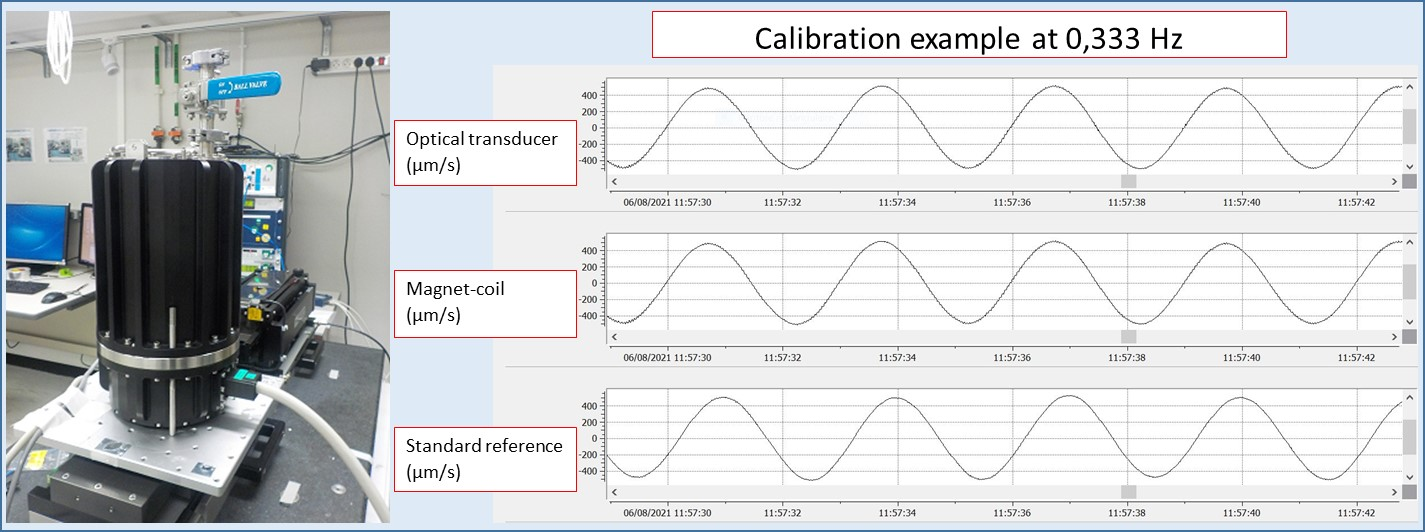 Calibration example at 0,333 Hz
BALL VALVE
Optical transducer
(µm/s)
400
200
0
-200
-400
06/08/2021 11:57:30 11:57:32 11:57:34 11:57:36 11:57:38 11:57:40 11:57:42
Magnet-coil
(µm/s)
400
200
0
-200
-400
06/08/2021 11:57:30 11:57:32 11:57:34 11:57:36 11:57:38 11:57:40 11:57:42
Standard reference
(µm/s)
400
200
0
-200
-400
06/08/2021 11:57:30 11:57:32 11:57:34 11:57:36 11:57:38 11:57:40 11:57:42